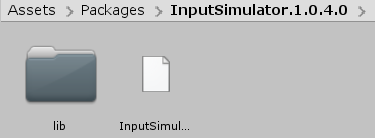 Assets > Packages > InputSimulator.1.0.4.0 >
lib
InputSimul...